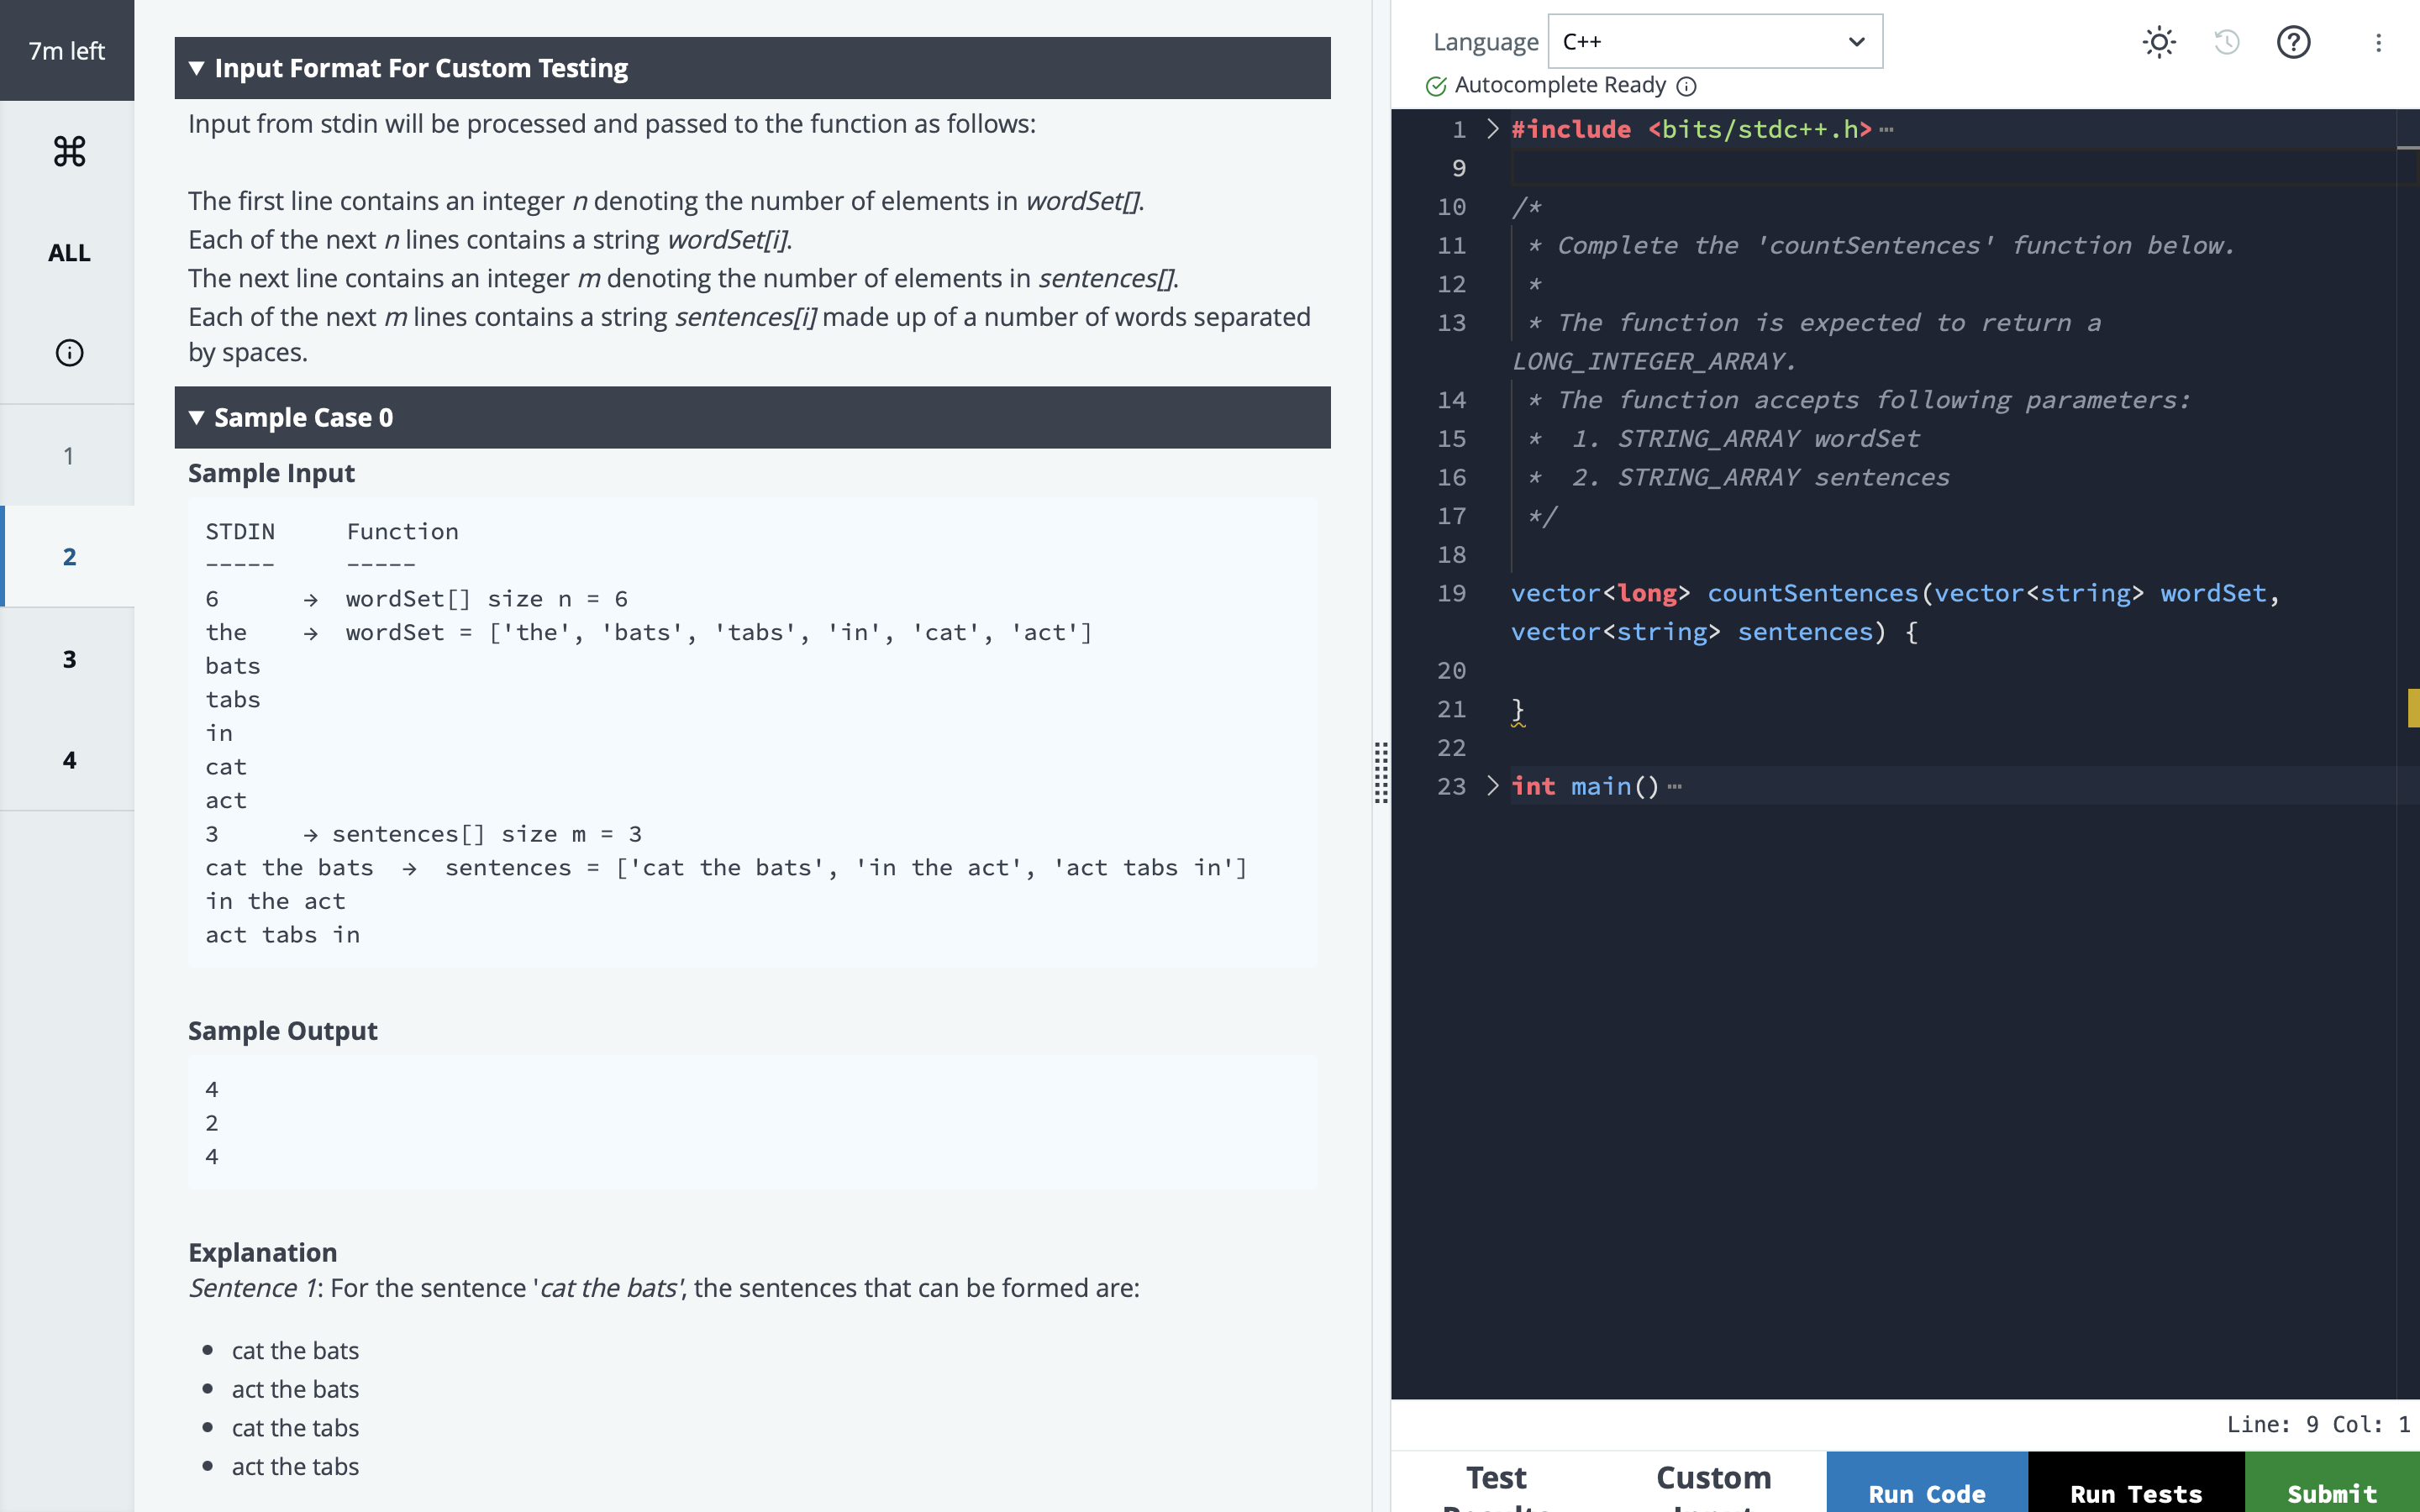 7m left
ALL
1
2
3
4
Input Format For Custom Testing
Input from stdin will be processed and passed to the function as follows:
The first line contains an integer n denoting the number of elements in wordSet[].
Each of the next n lines contains a string wordSet[i].
The next line contains an integer m denoting the number of elements in sentences[].
Each of the next m lines contains a string sentences[i] made up of a number of words separated
by spaces.
Sample Case 0
Sample Input
STDIN Function
----- -----
6 → wordSet[] size n = 6
the → wordSet = ['the', 'bats', 'tabs', 'in', 'cat', 'act']
bats
tabs
in
cat
act
3 → sentences[] size m = 3
cat the bats → sentences = ['cat the bats', 'in the act', 'act tabs in']
in the act
act tabs in
Sample Output
4
2
4
Explanation
Sentence 1: For the sentence 'cat the bats', the sentences that can be formed are:
• cat the bats
• act the bats
• cat the tabs
• act the tabs
Language C++
Autocomplete Ready
1 #include <bits/stdc++.h>
9
10 /*
11 * Complete the 'countSentences' function below.
12 *
13 * The function is expected to return a
LONG_INTEGER_ARRAY.
14 * The function accepts following parameters:
15 * 1. STRING_ARRAY wordSet
16 * 2. STRING_ARRAY sentences
17 */
18
19 vector<long> countSentences(vector<string> wordSet,
vector<string> sentences) {
20
21 }
22
23 int main()
Line: 9 Col: 1
Test
Custom
Run Code
Run Tests
Submit